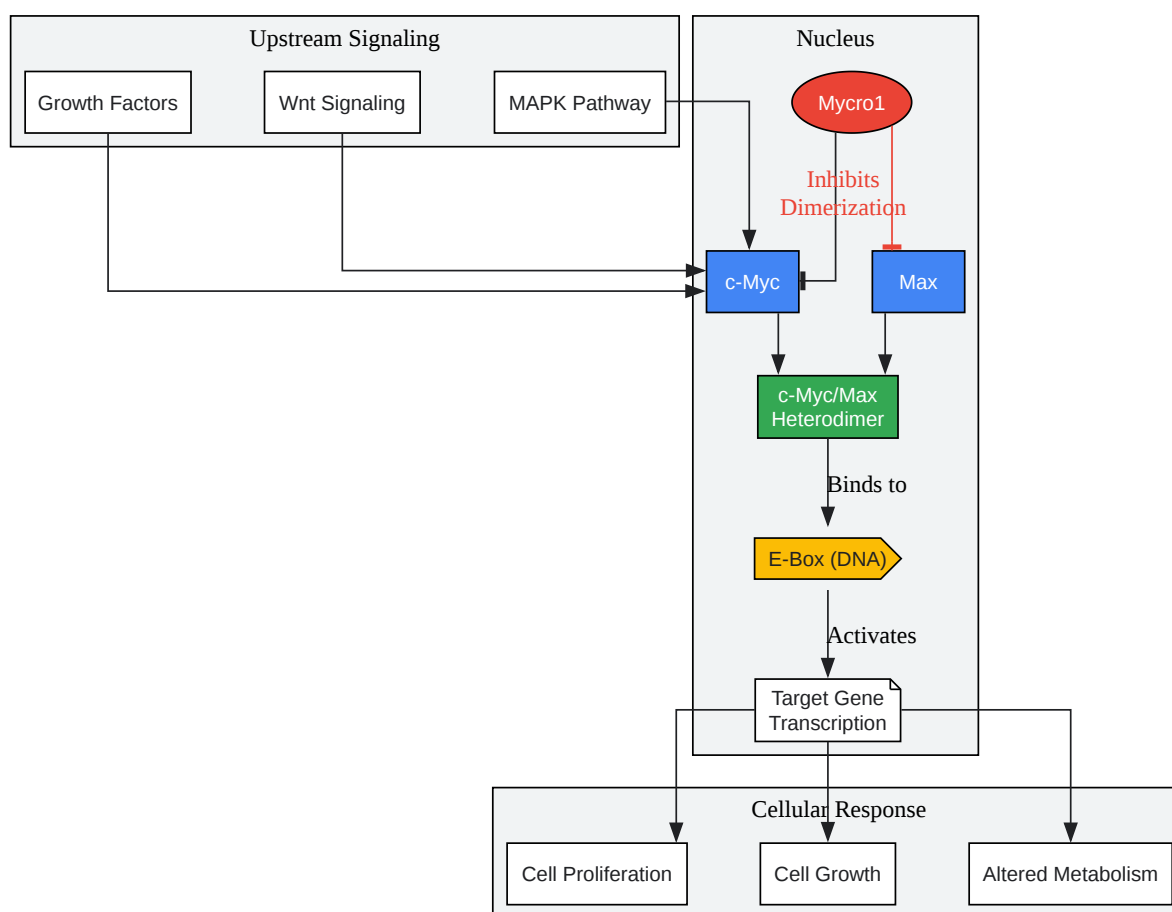 Upstream Signaling
Nucleus
Growth Factors
Wnt Signaling
MAPK Pathway
Mycro1
Inhibits
Dimerization
c-Myc
Max
c-Myc/Max
Heterodimer
Binds to
E-Box (DNA)
Activates
Target Gene
Transcription
Cellular Response
Cell Proliferation
Cell Growth
Altered Metabolism